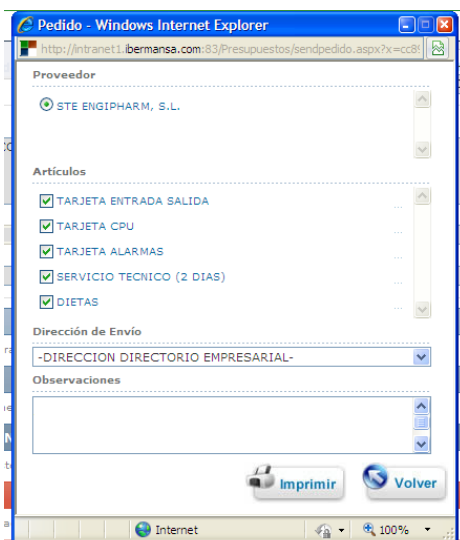 Pedido - Windows Internet Explorer
http://intranet1.ibermansa.com:83/Presupuestos/sendpedido.aspx?x=cc8
Proveedor
STE ENGIPHARM, S.L.
Artículos
TARJETA ENTRADA SALIDA ...
TARJETA CPU ...
TARJETA ALARMAS ...
SERVICIO TECNICO (2 DIAS) ...
DIETAS ...
Dirección de Envío
-DIRECCION DIRECTORIO EMPRESARIAL-
Observaciones
Imprimir Volver
Internet 100%